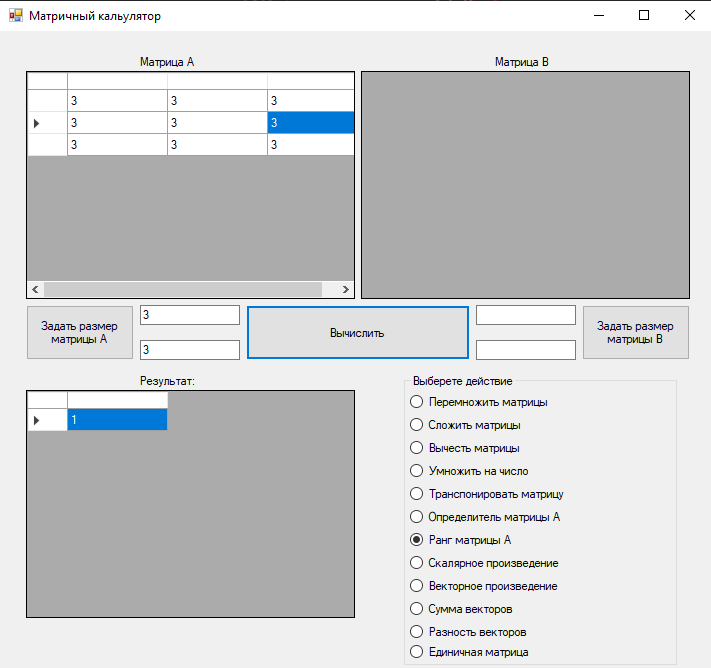 Матричный кальулятор
Матрица A
Матрица B
3 3 3
3 3 3
3 3 3
Задать размер
матрицы A
3
3
Вычислить
Задать размер
матрицы B
Результат:
1
Выберете действие
Перемножить матрицы
Сложить матрицы
Вычесть матрицы
Умножить на число
Транспонировать матрицу
Определитель матрицы A
Ранг матрицы A
Скалярное произведение
Векторное произведение
Сумма векторов
Разность векторов
Единичная матрица